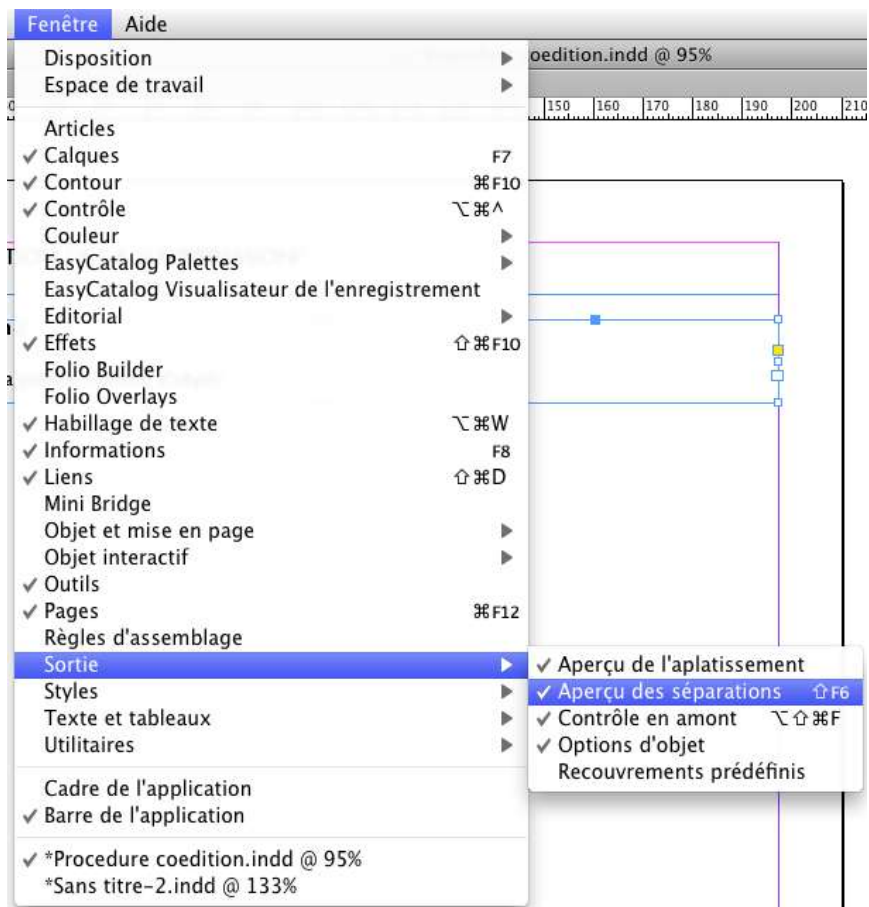 Fenêtre Aide
oedition.indd @ 95%
Disposition
Espace de travail
150 160 170 180 190 200 210
Articles
✓ Calques F7
✓ Contour ⌘F10
✓ Contrôle ⌥⌘^
Couleur
EasyCatalog Palettes
EasyCatalog Visualisateur de l'enregistrement
Editorial
✓ Effets ⇧⌘F10
Folio Builder
Folio Overlays
✓ Habillage de texte ⌥⌘W
✓ Informations F8
✓ Liens ⇧⌘D
Mini Bridge
Objet et mise en page
Objet interactif
✓ Outils
✓ Pages ⌘F12
Règles d'assemblage
Sortie
Styles
Texte et tableaux
Utilitaires
Cadre de l'application
✓ Barre de l'application
✓ *Procedure coedition.indd @ 95%
*Sans titre-2.indd @ 133%
✓ Aperçu de l'aplatissement
✓ Aperçu des séparations ⇧F6
✓ Contrôle en amont ⌥⇧⌘F
✓ Options d'objet
Recouvrements prédéfinis